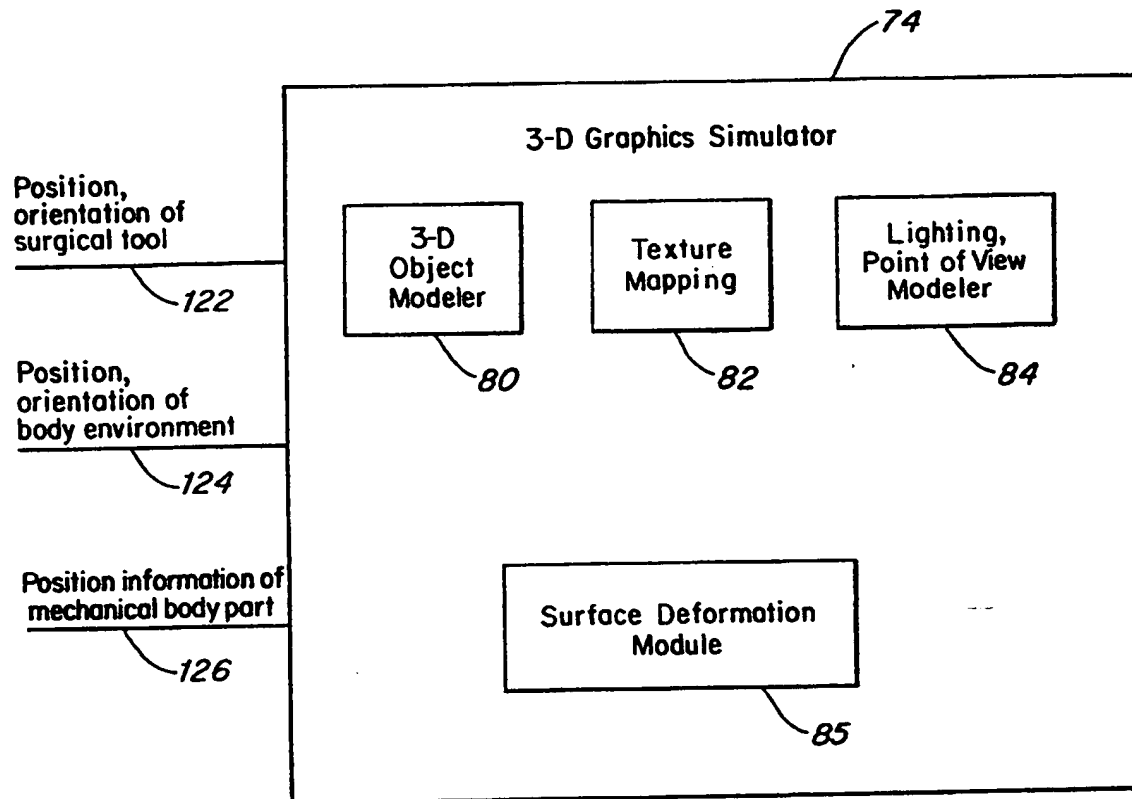 74
3-D Graphics Simulator
Position,
orientation of
surgical tool
122
3-D
Object
Modeler
80
Texture
Mapping
82
Lighting,
Point of View
Modeler
84
Position,
orientation of
body environment
124
Position information of
mechanical body part
126
Surface Deformation
Module
85